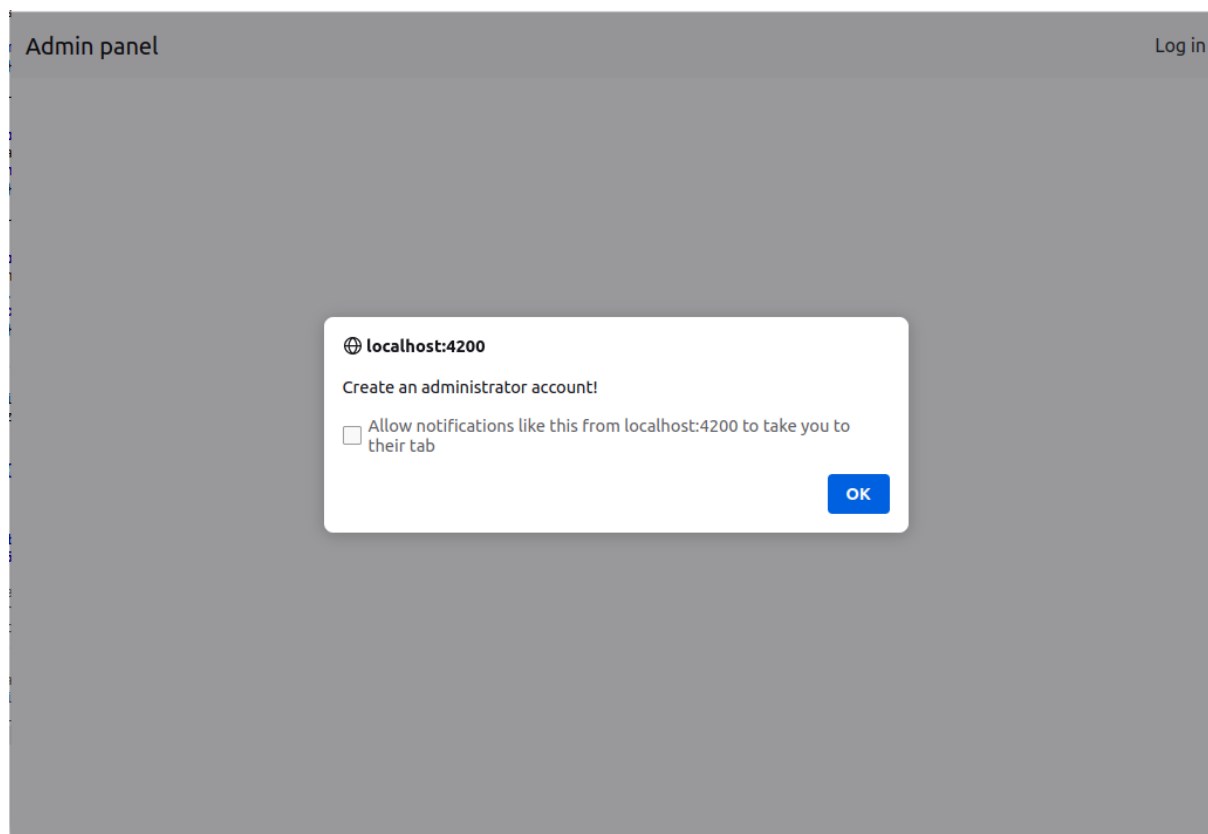 Admin panel
Log in
localhost:4200
Create an administrator account!
Allow notifications like this from localhost:4200 to take you to
their tab
OK